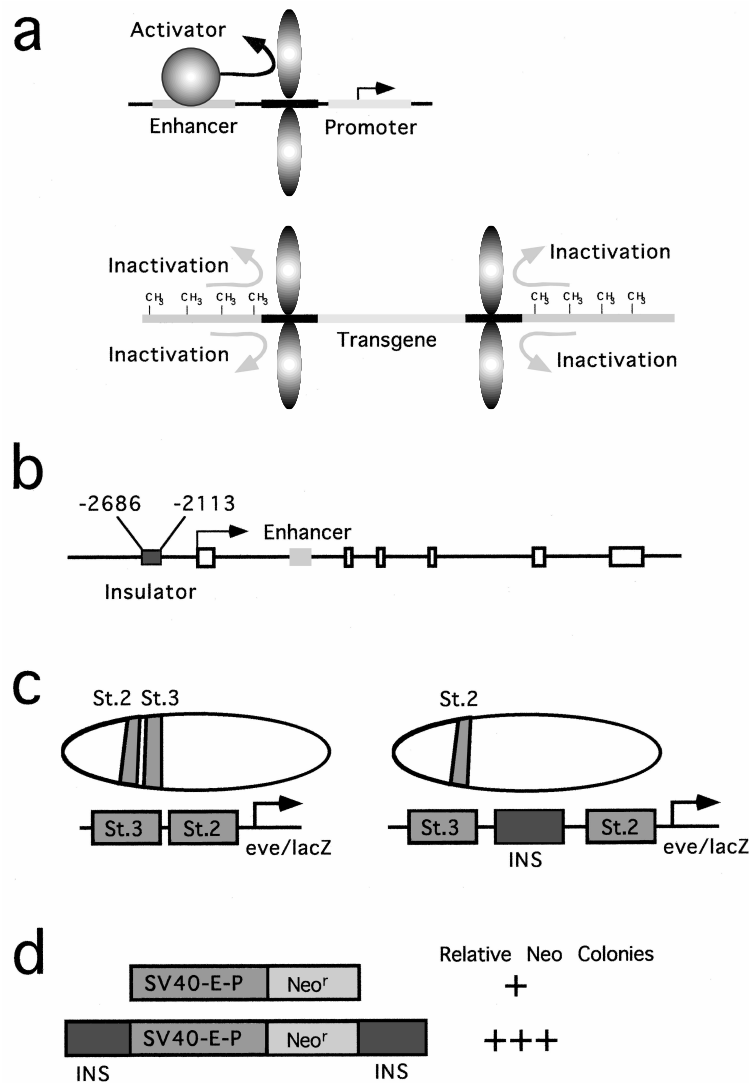 a
Activator
Enhancer Promoter
Inactivation Inactivation
CH3 CH3 CH3 CH3 CH3 CH3 CH3 CH3
Transgene
Inactivation Inactivation
b
-2686 -2113
Enhancer
Insulator
c
St.2 St.3 St.2
St.3 St.2 St.3 St.2
eve/lacZ INS eve/lacZ
d
Relative Neo Colonies
SV40-E-P Neor +
SV40-E-P Neor +++
INS INS